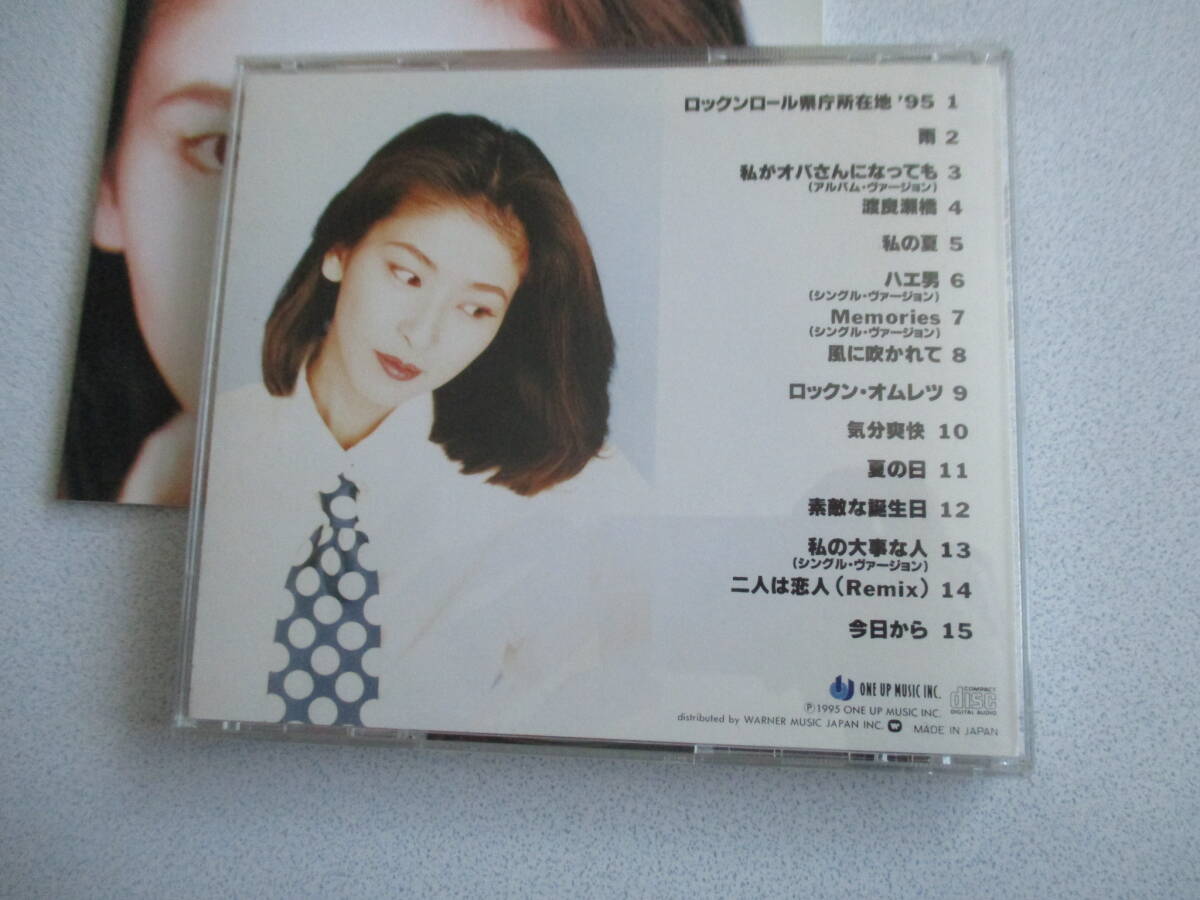 ロックンロール県庁所在地 '95 1
雨 2
私がオバさんになっても 3
(アルバム・ヴァージョン)
渡良瀬橋 4
私の夏 5
ハエ男 6
(シングル・ヴァージョン)
Memories 7
(シングル・ヴァージョン)
風に吹かれて 8
ロックン・オムレツ 9
気分爽快 10
夏の日 11
素敵な誕生日 12
私の大事な人 13
(シングル・ヴァージョン)
二人は恋人(Remix) 14
今日から 15
ONE UP MUSIC INC.
COMPACT
disc
DIGITAL AUDIO
Ⓟ1995 ONE UP MUSIC INC.
distributed by WARNER MUSIC JAPAN INC.
MADE IN JAPAN